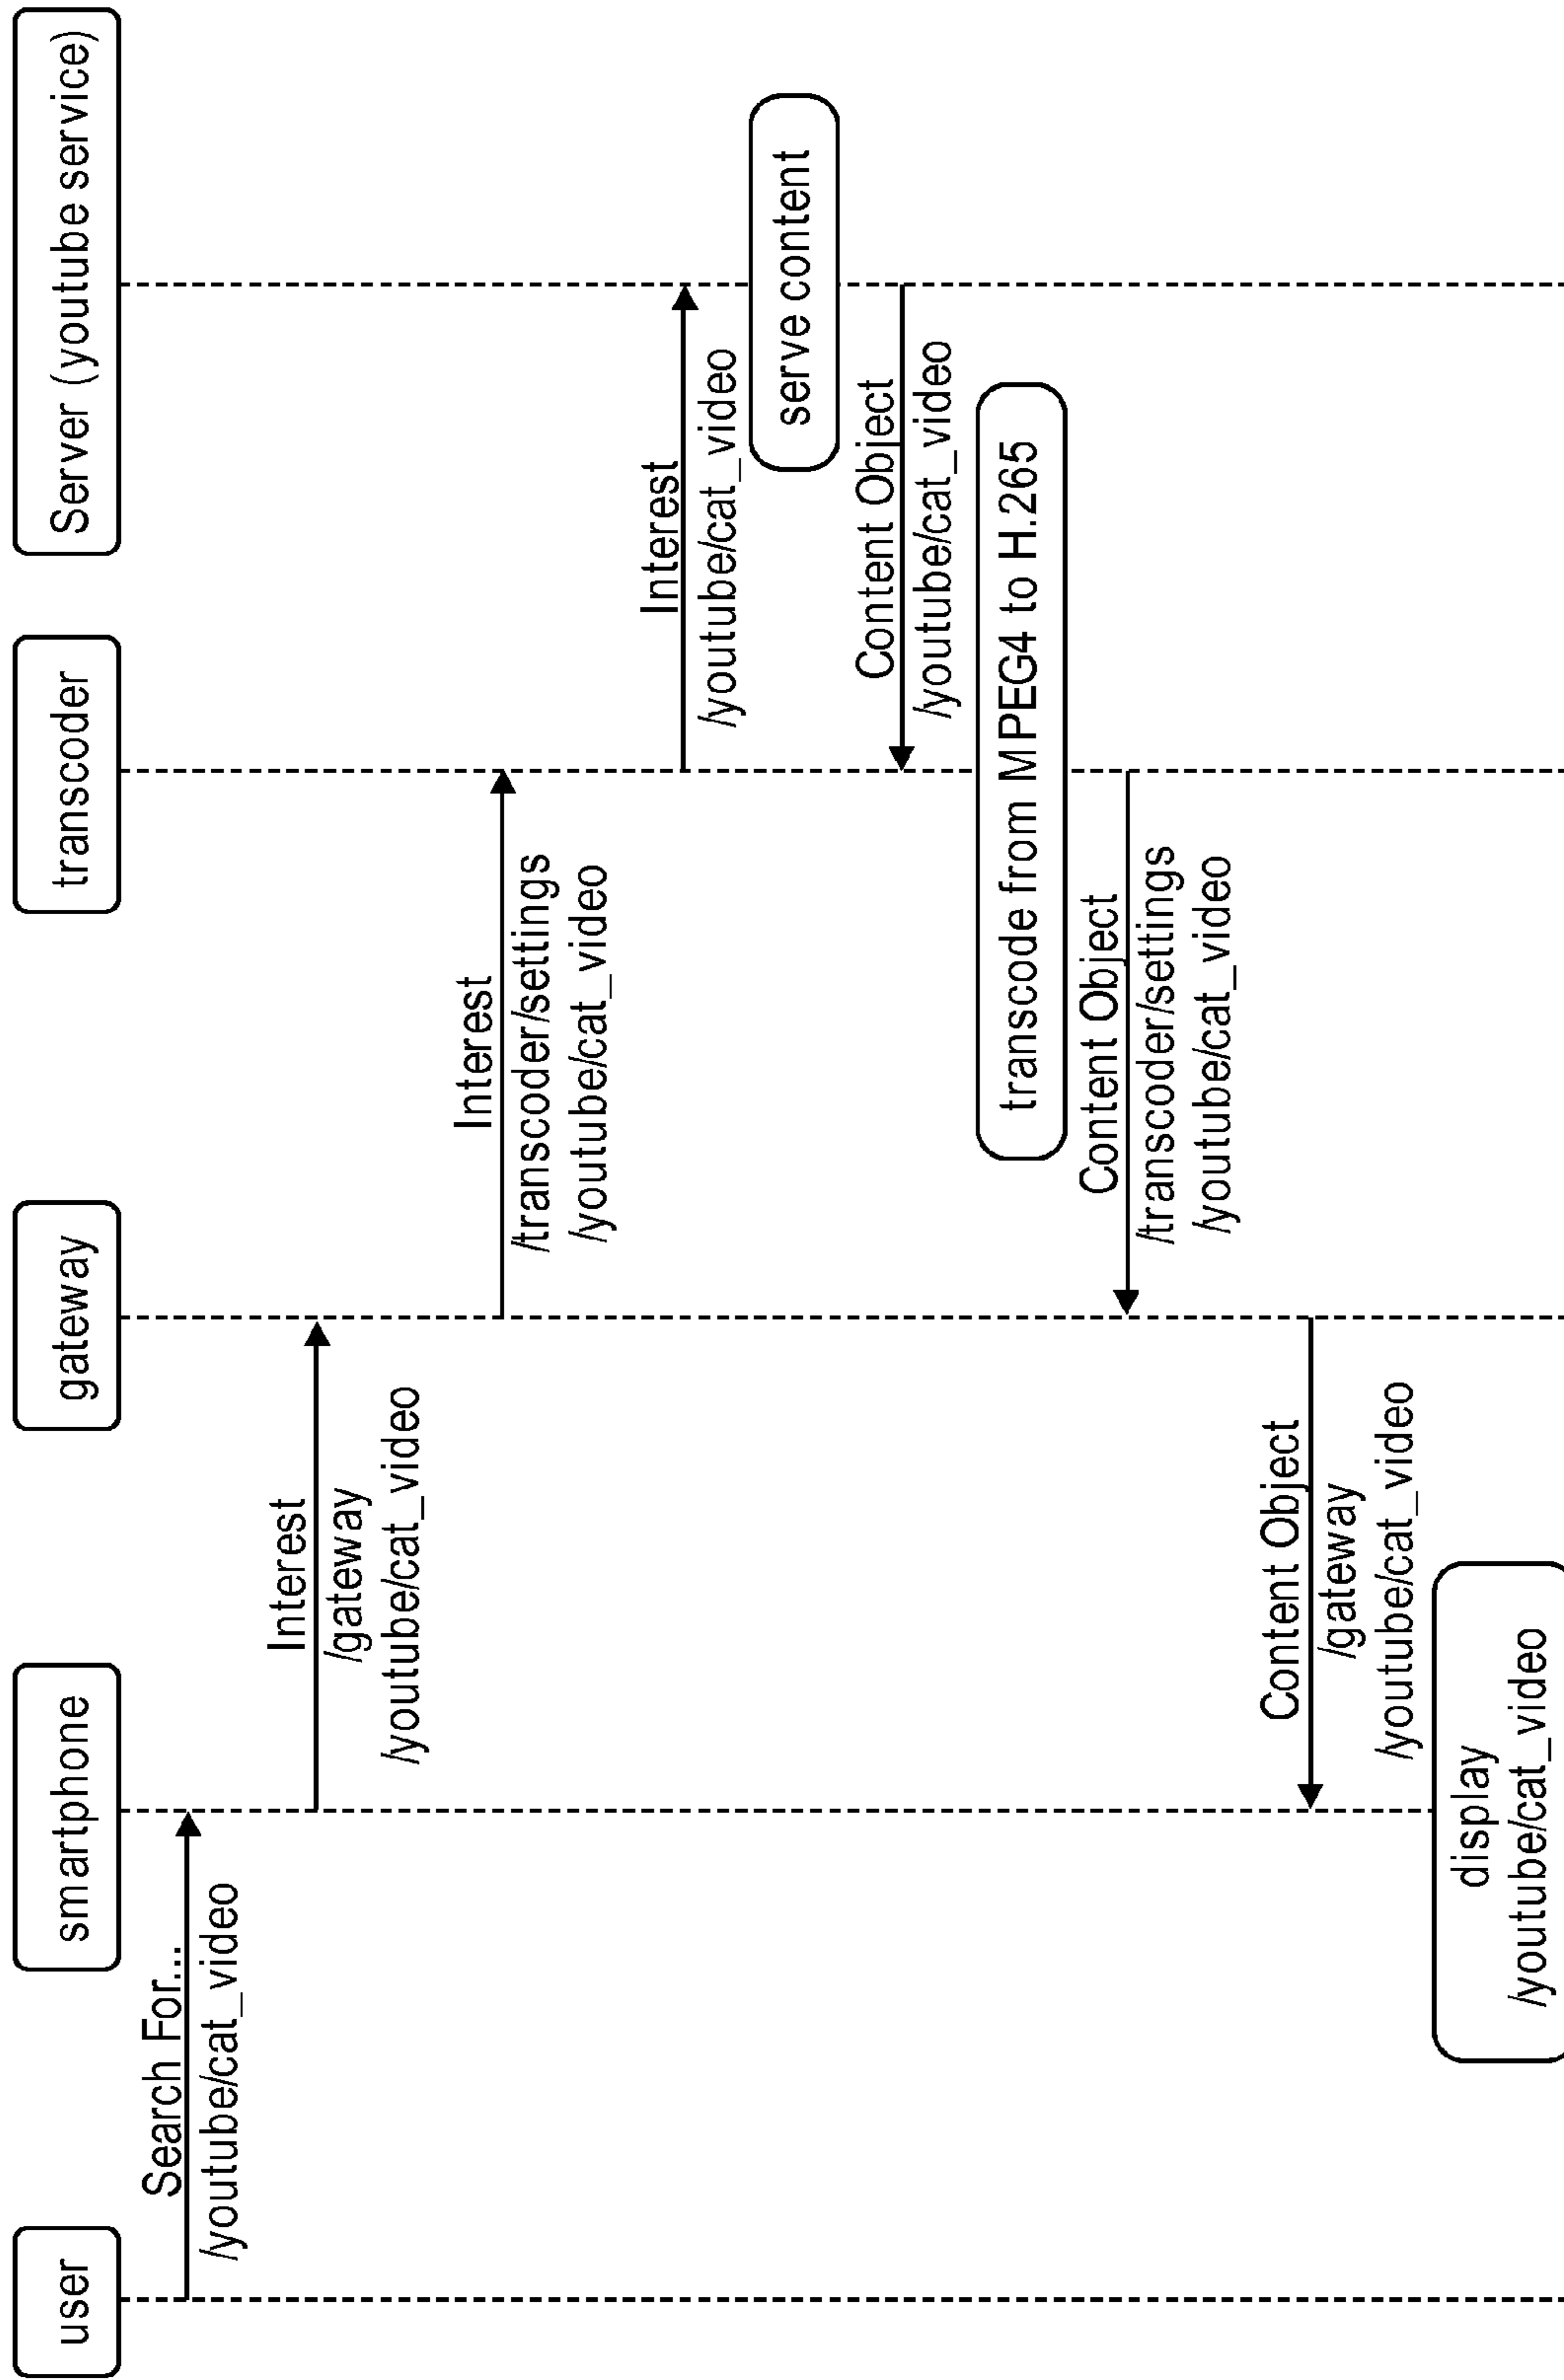 user
smartphone
gateway
transcoder
Server (youtube service)
Search For...
/youtube/cat_video
Interest
/gateway
/youtube/cat_video
Interest
/transcoder/settings
/youtube/cat_video
Interest
/youtube/cat_video
serve content
Content Object
/youtube/cat_video
transcode from MPEG4 to H.265
Content Object
/transcoder/settings
/youtube/cat_video
Content Object
/gateway
/youtube/cat_video
display
/youtube/cat_video